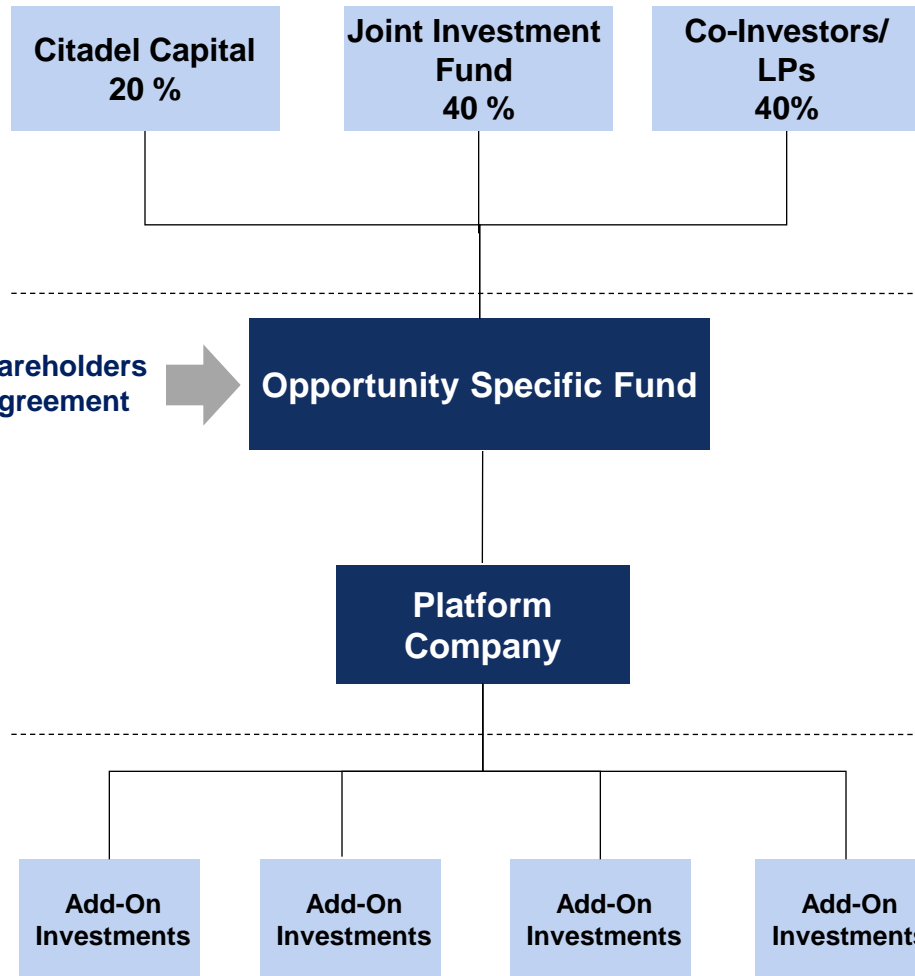 Citadel Capital
20 %
Joint Investment
Fund
40 %
Co-Investors/
LPs
40%
areholders
greement
Opportunity Specific Fund
Platform
Company
Add-On
Investments
Add-On
Investments
Add-On
Investments
Add-On
Investments